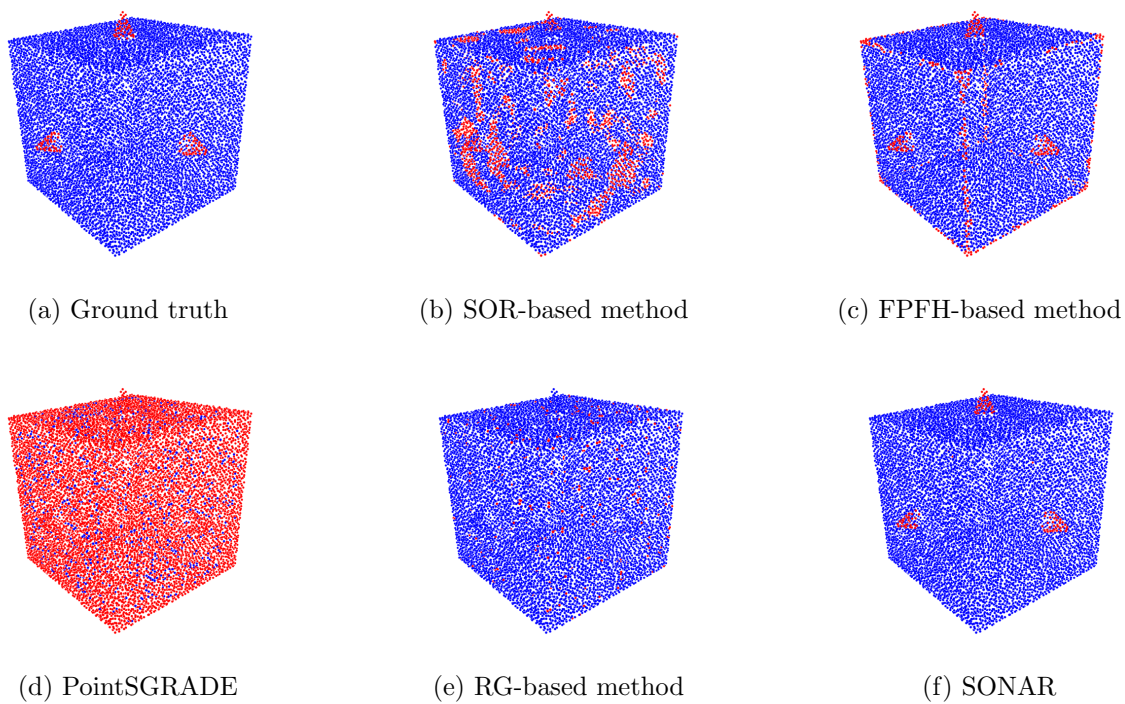 (a) Ground truth
(b) SOR-based method
(c) FPFH-based method
(d) PointSGRADE
(e) RG-based method
(f) SONAR